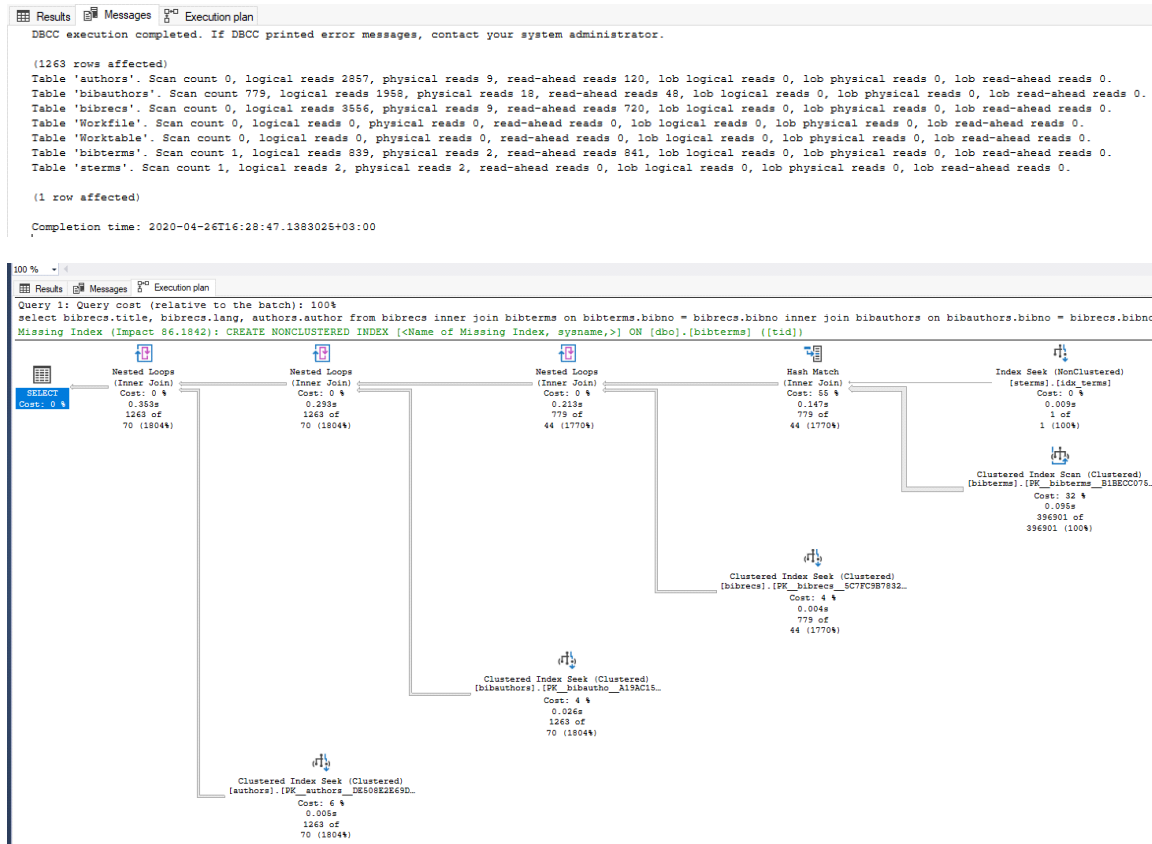 Results Messages Execution plan
DBCC execution completed. If DBCC printed error messages, contact your system administrator.
(1263 rows affected)
Table 'authors'. Scan count 0, logical reads 2857, physical reads 9, read-ahead reads 120, lob logical reads 0, lob physical reads 0, lob read-ahead reads 0.
Table 'bibauthors'. Scan count 779, logical reads 1958, physical reads 18, read-ahead reads 48, lob logical reads 0, lob physical reads 0, lob read-ahead reads 0.
Table 'bibrecs'. Scan count 0, logical reads 3556, physical reads 9, read-ahead reads 720, lob logical reads 0, lob physical reads 0, lob read-ahead reads 0.
Table 'Workfile'. Scan count 0, logical reads 0, physical reads 0, read-ahead reads 0, lob logical reads 0, lob physical reads 0, lob read-ahead reads 0.
Table 'Worktable'. Scan count 0, logical reads 0, physical reads 0, read-ahead reads 0, lob logical reads 0, lob physical reads 0, lob read-ahead reads 0.
Table 'bibterms'. Scan count 1, logical reads 839, physical reads 2, read-ahead reads 841, lob logical reads 0, lob physical reads 0, lob read-ahead reads 0.
Table 'sterms'. Scan count 1, logical reads 2, physical reads 2, read-ahead reads 0, lob logical reads 0, lob physical reads 0, lob read-ahead reads 0.
(1 row affected)
Completion time: 2020-04-26T16:28:47.1383025+03:00
100 %
Results Messages Execution plan
Query 1: Query cost (relative to the batch): 100%
select bibrecs.title, bibrecs.lang, authors.author from bibrecs inner join bibterms on bibterms.bibno = bibrecs.bibno inner join bibauthors on bibauthors.bibno = bibrecs.bibno
Missing Index (Impact 86.1842): CREATE NONCLUSTERED INDEX [<Name of Missing Index, sysname,>] ON [dbo].[bibterms] ([tid])
SELECT
Cost: 0 %
Nested Loops
(Inner Join)
Cost: 0 %
0.353s
1263 of
70 (1804%)
Nested Loops
(Inner Join)
Cost: 0 %
0.293s
1263 of
70 (1804%)
Nested Loops
(Inner Join)
Cost: 0 %
0.213s
779 of
44 (1770%)
Hash Match
(Inner Join)
Cost: 55 %
0.147s
779 of
44 (1770%)
Index Seek (NonClustered)
[sterms].[idx_terms]
Cost: 0 %
0.009s
1 of
1 (100%)
Clustered Index Scan (Clustered)
[bibterms].[PK__bibterms__B1BECC075…
Cost: 32 %
0.095s
396901 of
396901 (100%)
Clustered Index Seek (Clustered)
[bibrecs].[PK__bibrecs__5C7FC9B7832…
Cost: 4 %
0.004s
779 of
44 (1770%)
Clustered Index Seek (Clustered)
[bibauthors].[PK__bibautho__A19AC15…
Cost: 4 %
0.026s
1263 of
70 (1804%)
Clustered Index Seek (Clustered)
[authors].[PK__authors__DE508E2E69D…
Cost: 6 %
0.005s
1263 of
70 (1804%)